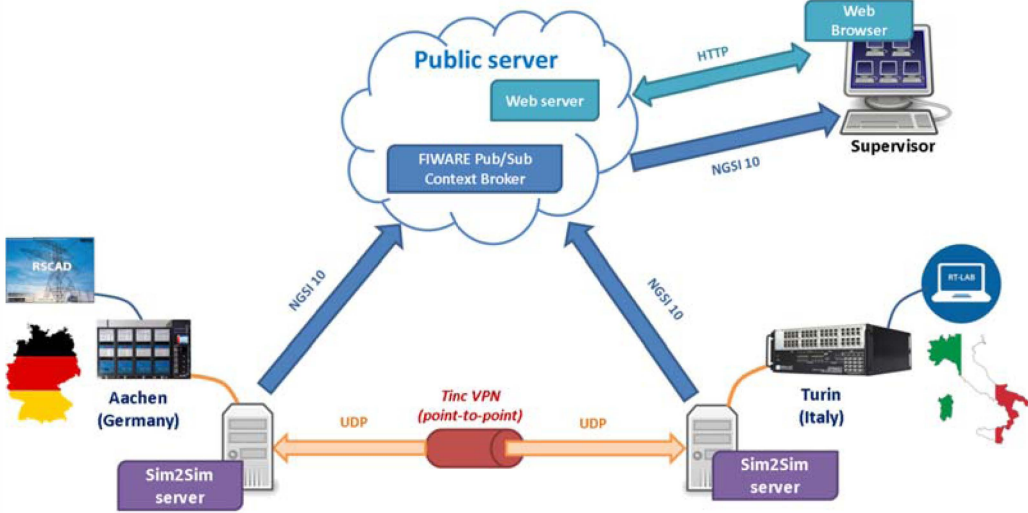 Web
Browser
Public server
HTTP
Web server
FIWARE Pub/Sub
Context Broker
NGSI 10
Supervisor
RSCAD
NGSI 10
NGSI 10
RT-LAB
Aachen
(Germany)
Tinc VPN
(point-to-point)
Turin
(Italy)
UDP
UDP
Sim2Sim
server
Sim2Sim
server